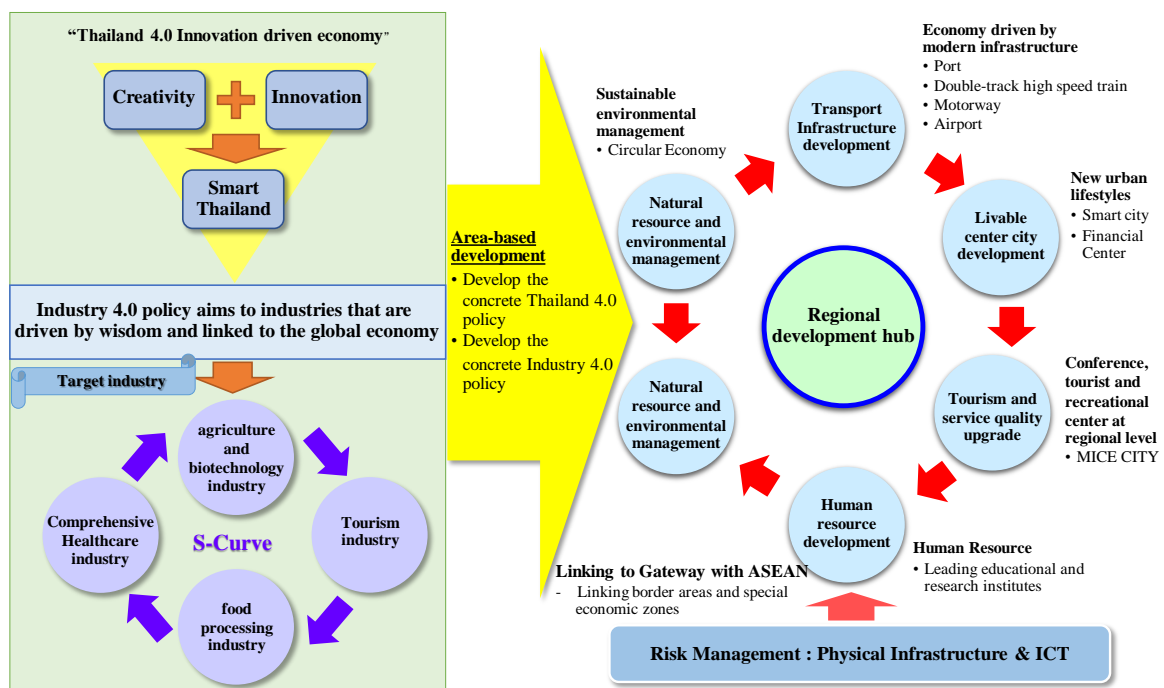 “Thailand 4.0 Innovation driven economy”
Creativity
Innovation
Smart
Thailand
Industry 4.0 policy aims to industries that are
driven by wisdom and linked to the global economy
Target industry
agriculture
and
biotechnology
industry
Tourism
industry
food
processing
industry
Comprehensive
Healthcare
industry
S-Curve
Area-based
development
• Develop the
concrete Thailand 4.0
policy
• Develop the
concrete Industry 4.0
policy
Sustainable
environmental
management
• Circular Economy
Natural
resource and
environmental
management
Transport
Infrastructure
development
Economy driven by
modern infrastructure
• Port
• Double-track high speed train
• Motorway
• Airport
Livable
center city
development
New urban
lifestyles
• Smart city
• Financial
Center
Regional
development hub
Tourism and
service quality
upgrade
Conference,
tourist and
recreational
center at
regional level
• MICE CITY
Human
resource
development
Human Resource
• Leading educational and
research institutes
Natural
resource and
environmental
management
Linking to Gateway with ASEAN
- Linking border areas and special
economic zones
Risk Management : Physical Infrastructure & ICT